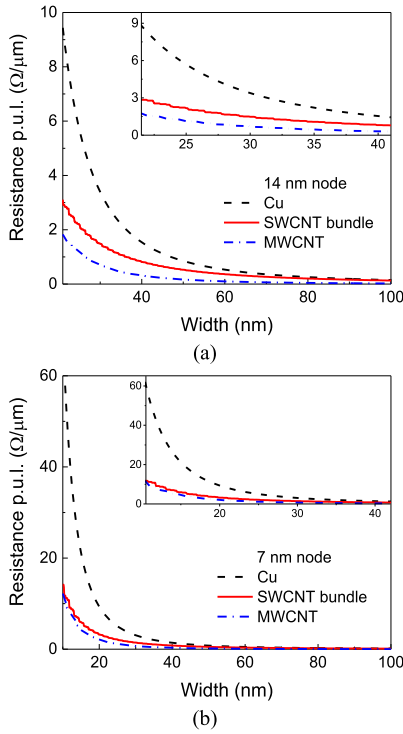 10
8
6
4
2
0
Resistance p.u.l. (Ω/μm)
9
6
3
0
25 30 35 40
14 nm node
Cu
SWCNT bundle
MWCNT
40 60 80 100
Width (nm)
(a)
60
40
20
0
Resistance p.u.l. (Ω/μm)
60
40
20
0
20 30 40
7 nm node
Cu
SWCNT bundle
MWCNT
20 40 60 80 100
Width (nm)
(b)